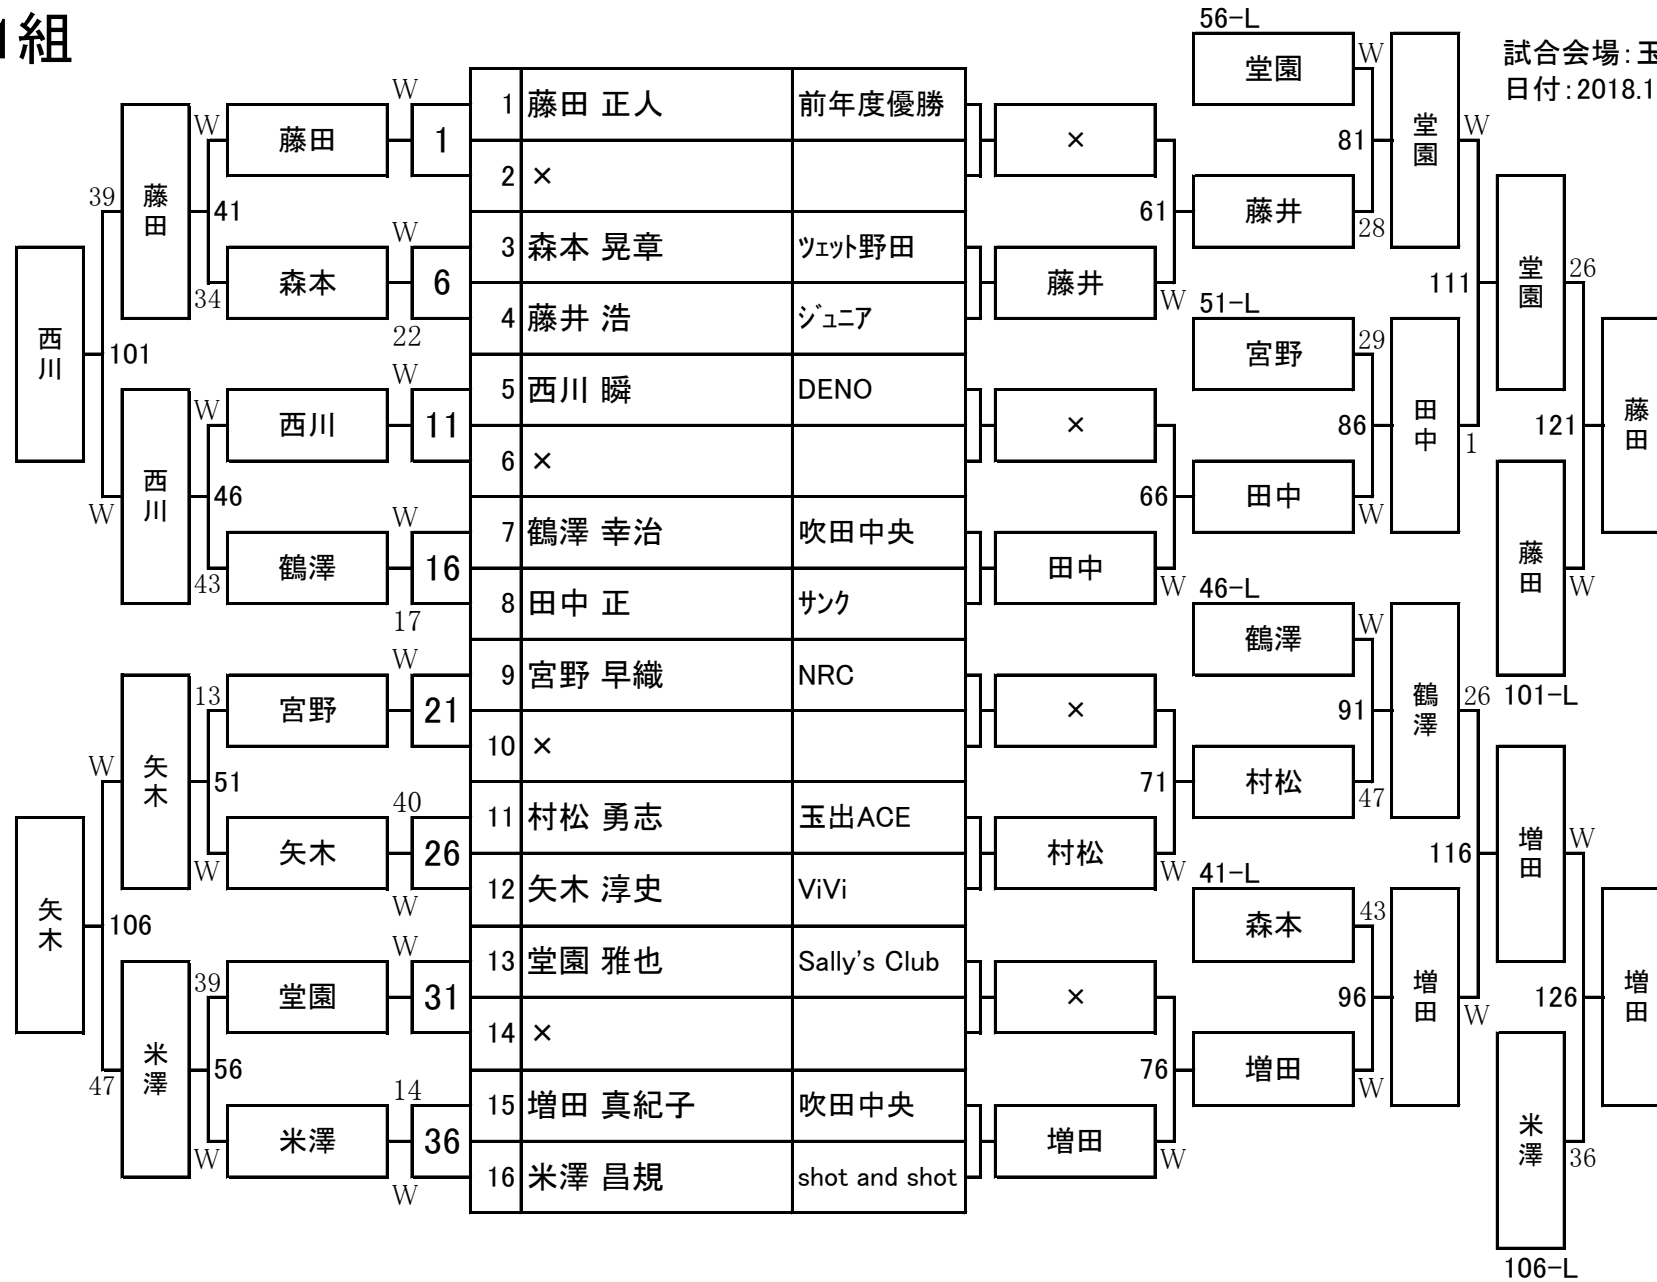 1組
試合会場：玉
日付：2018.1
1 藤田 正人 前年度優勝
2 ×
3 森本 晃章 ツェット野田
4 藤井 浩 ジュニア
5 西川 瞬 DENO
6 ×
7 鶴澤 幸治 吹田中央
8 田中 正 サンク
9 宮野 早織 NRC
10 ×
11 村松 勇志 玉出ACE
12 矢木 淳史 ViVi
13 堂園 雅也 Sally's Club
14 ×
15 増田 真紀子 吹田中央
16 米澤 昌規 shot and shot
W
1
藤田
W
W
6
22
森本
34
41
藤田
39
W
11
西川
W
W
16
17
鶴澤
43
46
西川
W
101
西川
W
21
宮野
13
40
26
W
矢木
W
51
矢木
W
W
31
堂園
39
14
36
W
米澤
W
56
米澤
47
106
矢木
×
藤井
W
61
×
田中
W
66
×
村松
W
71
×
増田
W
76
56-L
堂園
W
藤井
28
81
堂園
W
51-L
宮野
29
田中
W
86
田中
1
111
堂園
26
藤田
W
101-L
121
藤田
46-L
鶴澤
W
村松
47
91
鶴澤
26
41-L
森本
43
増田
W
96
増田
W
116
増田
W
米澤
36
106-L
126
増田